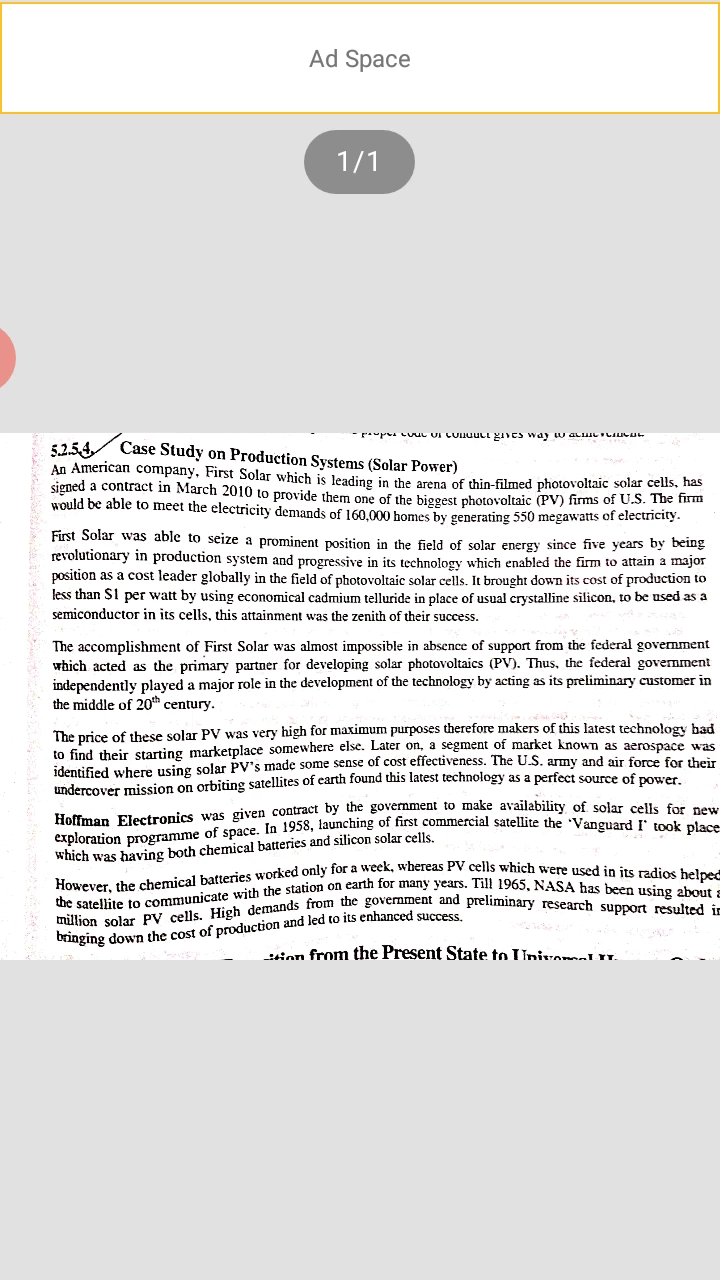 Ad Space
1/1
proper code of conduct gives way to achievement.
5.2.5.4. Case Study on Production Systems (Solar Power)
An American company, First Solar which is leading in the arena of thin-filmed photovoltaic solar cells, has
signed a contract in March 2010 to provide them one of the biggest photovoltaic (PV) firms of U.S. The firm
would be able to meet the electricity demands of 160,000 homes by generating 550 megawatts of electricity.
First Solar was able to seize a prominent position in the field of solar energy since five years by being
revolutionary in production system and progressive in its technology which enabled the firm to attain a major
position as a cost leader globally in the field of photovoltaic solar cells. It brought down its cost of production to
less than $1 per watt by using economical cadmium telluride in place of usual crystalline silicon, to be used as a
semiconductor in its cells, this attainment was the zenith of their success.
The accomplishment of First Solar was almost impossible in absence of support from the federal government
which acted as the primary partner for developing solar photovoltaics (PV). Thus, the federal government
independently played a major role in the development of the technology by acting as its preliminary customer in
the middle of 20th century.
The price of these solar PV was very high for maximum purposes therefore makers of this latest technology had
to find their starting marketplace somewhere else. Later on, a segment of market known as aerospace was
identified where using solar PV's made some sense of cost effectiveness. The U.S. army and air force for their
undercover mission on orbiting satellites of earth found this latest technology as a perfect source of power.
Hoffman Electronics was given contract by the government to make availability of solar cells for new
exploration programme of space. In 1958, launching of first commercial satellite the 'Vanguard I' took place
which was having both chemical batteries and silicon solar cells.
However, the chemical batteries worked only for a week, whereas PV cells which were used in its radios helped
the satellite to communicate with the station on earth for many years. Till 1965, NASA has been using about a
million solar PV cells. High demands from the government and preliminary research support resulted in
bringing down the cost of production and led to its enhanced success.
from the Present State to